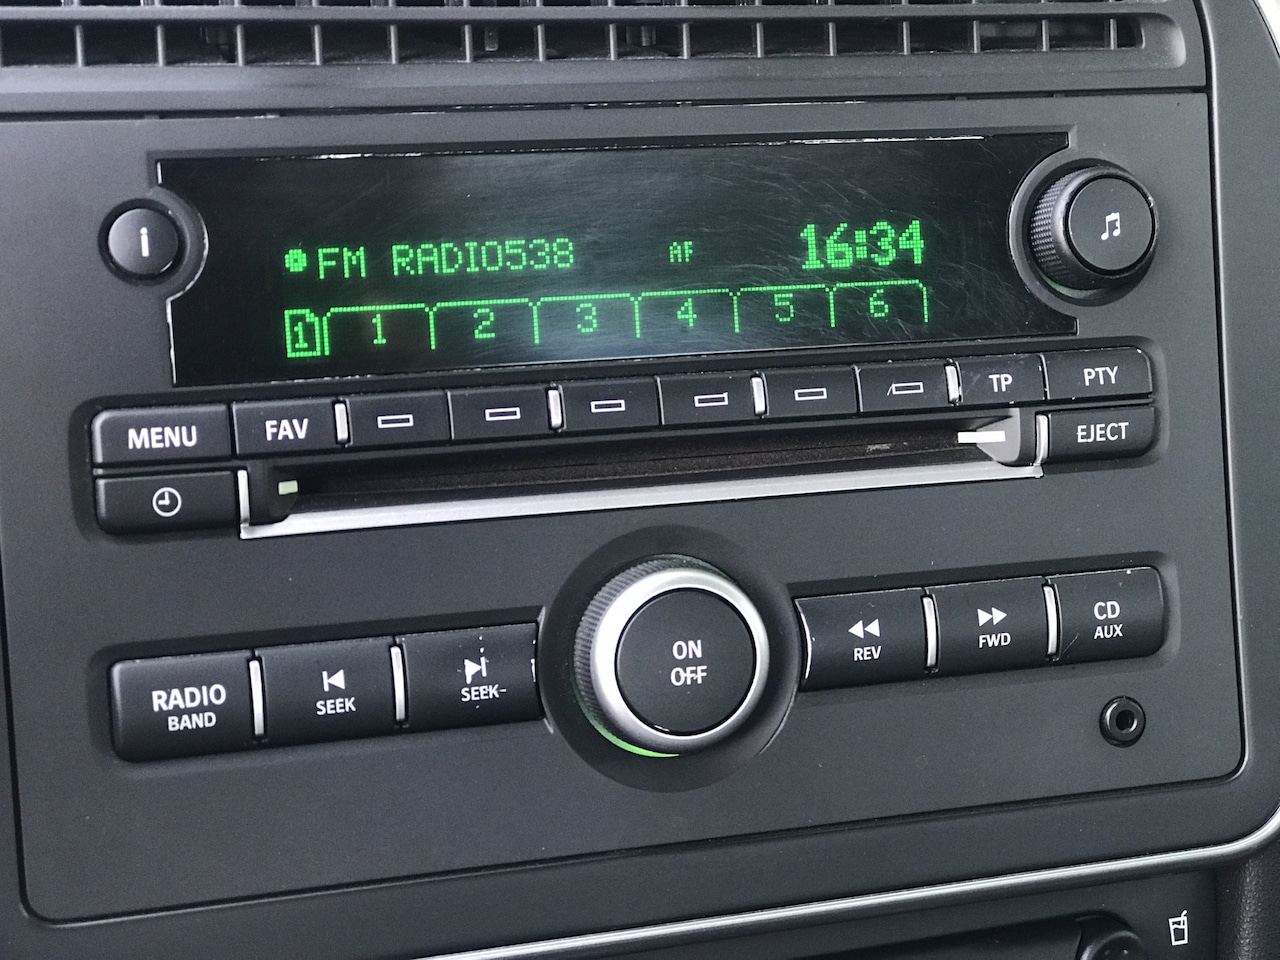 i
FM RADIO538 AF 16:34
1 1 2 3 4 5 6
MENU FAV TP PTY
EJECT
RADIO
BAND
SEEK
SEEK
ON
OFF
REV
FWD
CD
AUX